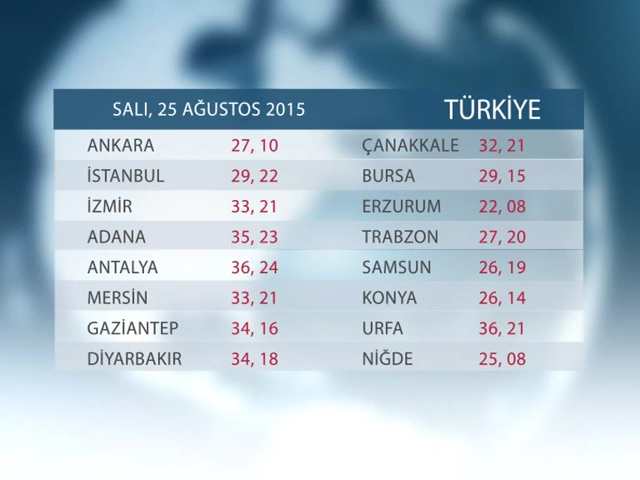 SALI, 25 AĞUSTOS 2015 TÜRKİYE
ANKARA 27, 10 ÇANAKKALE 32, 21
İSTANBUL 29, 22 BURSA 29, 15
İZMİR 33, 21 ERZURUM 22, 08
ADANA 35, 23 TRABZON 27, 20
ANTALYA 36, 24 SAMSUN 26, 19
MERSİN 33, 21 KONYA 26, 14
GAZİANTEP 34, 16 URFA 36, 21
DİYARBAKIR 34, 18 NİĞDE 25, 08